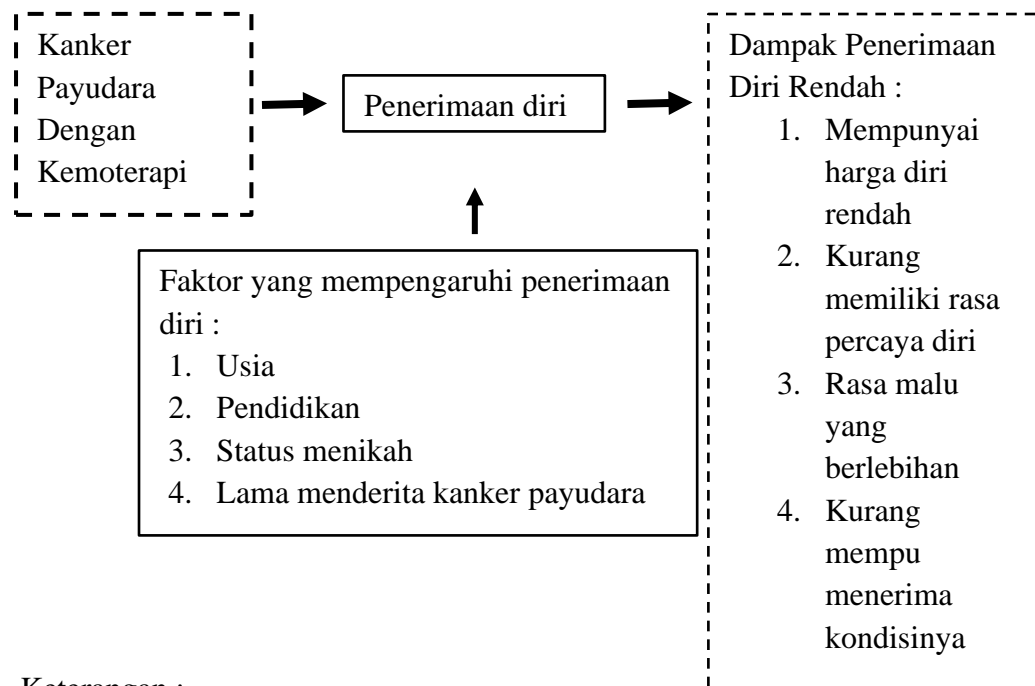 Kanker
Payudara
Dengan
Kemoterapi
Penerimaan diri
Faktor yang mempengaruhi penerimaan
diri :
1. Usia
2. Pendidikan
3. Status menikah
4. Lama menderita kanker payudara
Dampak Penerimaan
Diri Rendah :
1. Mempunyai
harga diri
rendah
2. Kurang
memiliki rasa
percaya diri
3. Rasa malu
yang
berlebihan
4. Kurang
mempu
menerima
kondisinya
Keterangan :